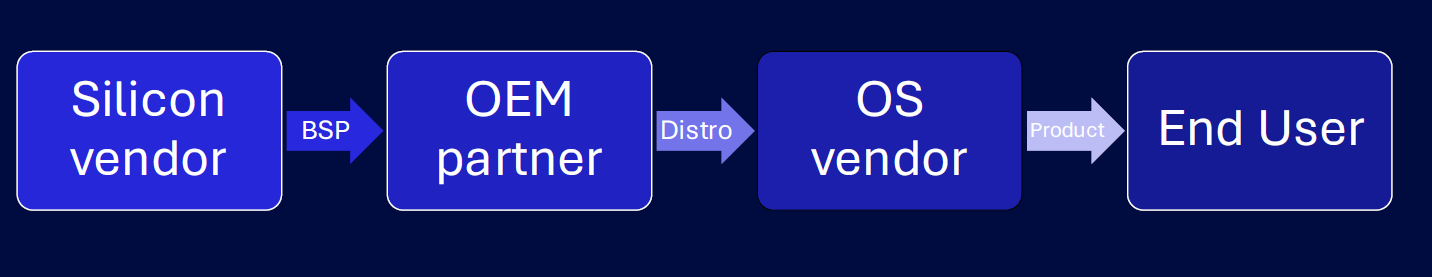 Silicon
vendor
BSP
OEM
partner
Distro
OS
vendor
Product
End User